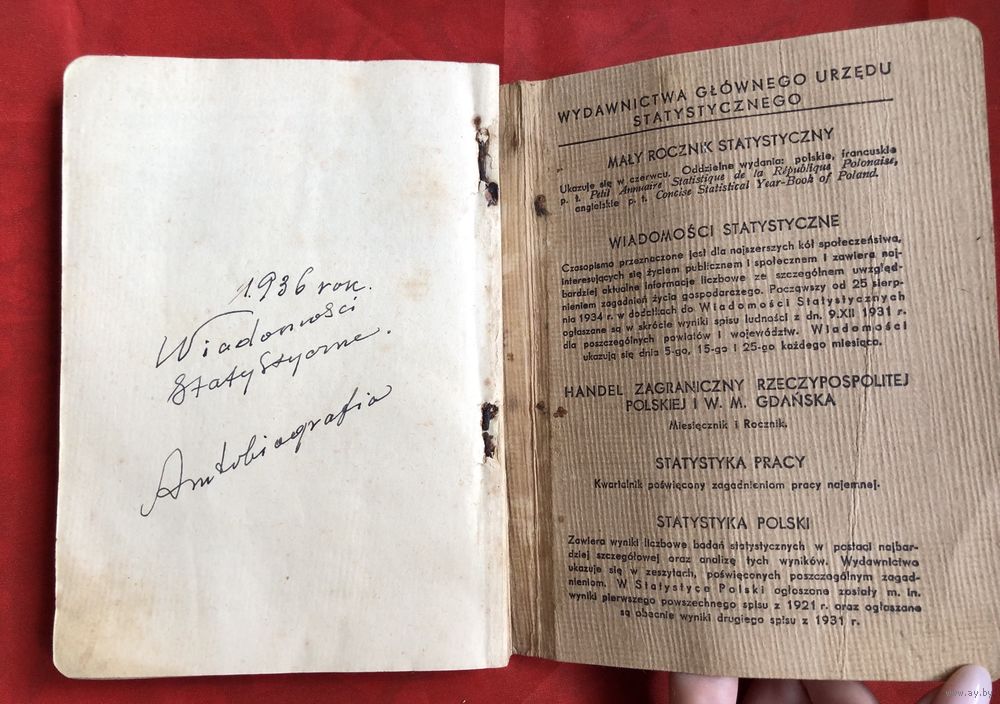 1.936 rok.
Wiadomości
Statystyczne.
Autobiografia
WYDAWNICTWA GŁÓWNEGO URZĘDU
STATYSTYCZNEGO
MAŁY ROCZNIK STATYSTYCZNY
Ukazuje się w czerwcu. Oddzielne wydania: polskie, francuskie
p. t. Petit Annuaire Statistique de la République Polonaise,
angielskie p. t. Concise Statistical Year-Book of Poland.
WIADOMOŚCI STATYSTYCZNE
Czasopismo przeznaczone jest dla najszerszych kół społeczeństwa,
interesujących się życiem publicznem i społecznem i zawiera naj-
bardziej aktualne informacje liczbowe ze szczególnem uwzględ-
nieniem zagadnień życia gospodarczego. Począwszy od 25 sierp-
nia 1934 r. w dodatkach do Wiadomości Statystycznych
ogłaszane są w skrócie wyniki spisu ludności z dn. 9.XII 1931 r.
dla poszczególnych powiatów i województw. Wiadomości
ukazują się dnia 5-go, 15-go i 25-go każdego miesiąca.
HANDEL ZAGRANICZNY RZECZYPOSPOLITEJ
POLSKIEJ I W. M. GDAŃSKA
Miesięcznik i Rocznik.
STATYSTYKA PRACY
Kwartalnik poświęcony zagadnieniom pracy najemnej.
STATYSTYKA POLSKI
Zawiera wyniki liczbowe badań statystycznych w postaci najbar-
dziej szczegółowej oraz analizę tych wyników. Wydawnictwo
ukazuje się w zeszytach, poświęconych poszczególnym zagad-
nieniom. W Statystyce Polski ogłoszone zostały m. in.
wyniki pierwszego powszechnego spisu z 1921 r. oraz ogłaszane
są obecnie wyniki drugiego spisu z 1931 r.
www.ay.by